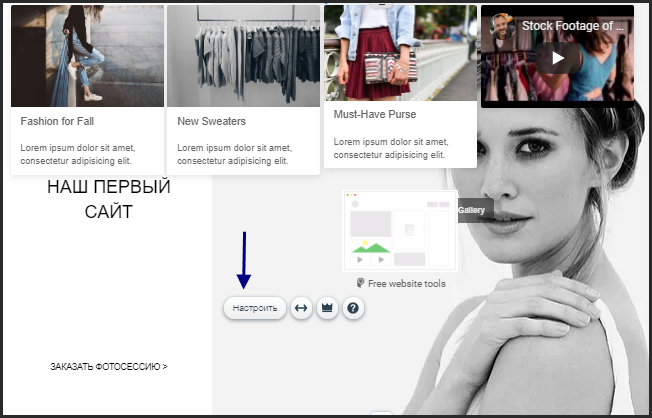 Stock Footage of ...
Fashion for Fall
Lorem ipsum dolor sit amet,
consectetur adipisicing elit.
New Sweaters
Lorem ipsum dolor sit amet,
consectetur adipisicing elit.
Must-Have Purse
Lorem ipsum dolor sit amet,
consectetur adipisicing elit.
НАШ ПЕРВЫЙ
САЙТ
Gallery
Free website tools
Настроить
?
ЗАКАЗАТЬ ФОТОСЕССИЮ >